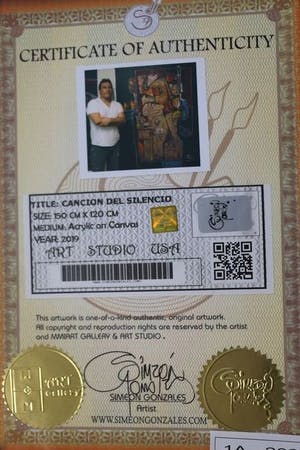 CERTIFICATE OF AUTHENTICITY
TITLE: CANCION DEL SILENCIO
SIZE: 150 CM X 120 CM
MEDIUM: Acrylic on Canvas
YEAR: 2019
ART STUDIO USA
This artwork is one-of-a-kind authentic, original artwork.
All copyright and reproduction rights are reserved by the artist
and MMIIART GALLERY & ART STUDIO.
SIMEÓN GONZALES
Artist
WWW.SIMEONGONZALES.COM